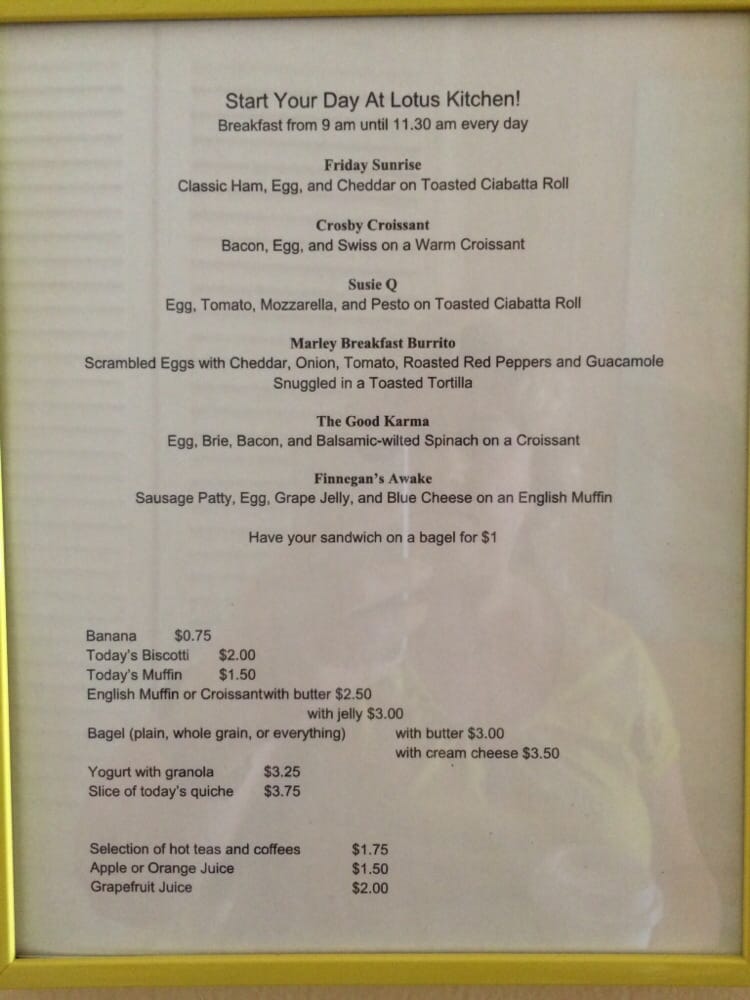 Start Your Day At Lotus Kitchen!
Breakfast from 9 am until 11.30 am every day
Friday Sunrise
Classic Ham, Egg, and Cheddar on Toasted Ciabatta Roll
Crosby Croissant
Bacon, Egg, and Swiss on a Warm Croissant
Susie Q
Egg, Tomato, Mozzarella, and Pesto on Toasted Ciabatta Roll
Marley Breakfast Burrito
Scrambled Eggs with Cheddar, Onion, Tomato, Roasted Red Peppers and Guacamole
Snuggled in a Toasted Tortilla
The Good Karma
Egg, Brie, Bacon, and Balsamic-wilted Spinach on a Croissant
Finnegan's Awake
Sausage Patty, Egg, Grape Jelly, and Blue Cheese on an English Muffin
Have your sandwich on a bagel for $1
Banana $0.75
Today's Biscotti $2.00
Today's Muffin $1.50
English Muffin or Croissantwith butter $2.50
with jelly $3.00
Bagel (plain, whole grain, or everything) with butter $3.00
with cream cheese $3.50
Yogurt with granola $3.25
Slice of today's quiche $3.75
Selection of hot teas and coffees $1.75
Apple or Orange Juice $1.50
Grapefruit Juice $2.00